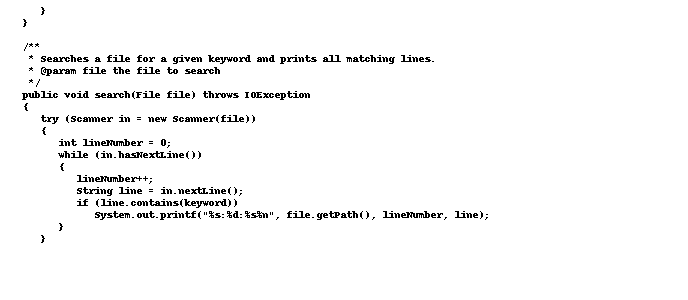 }
}
/**
* Searches a file for a given keyword and prints all matching lines.
* @param file the file to search
*/
public void search(File file) throws IOException
{
try (Scanner in = new Scanner(file))
{
int lineNumber = 0;
while (in.hasNextLine())
{
lineNumber++;
String line = in.nextLine();
if (line.contains(keyword))
System.out.printf("%s:%d:%s%n", file.getPath(), lineNumber, line);
}
}